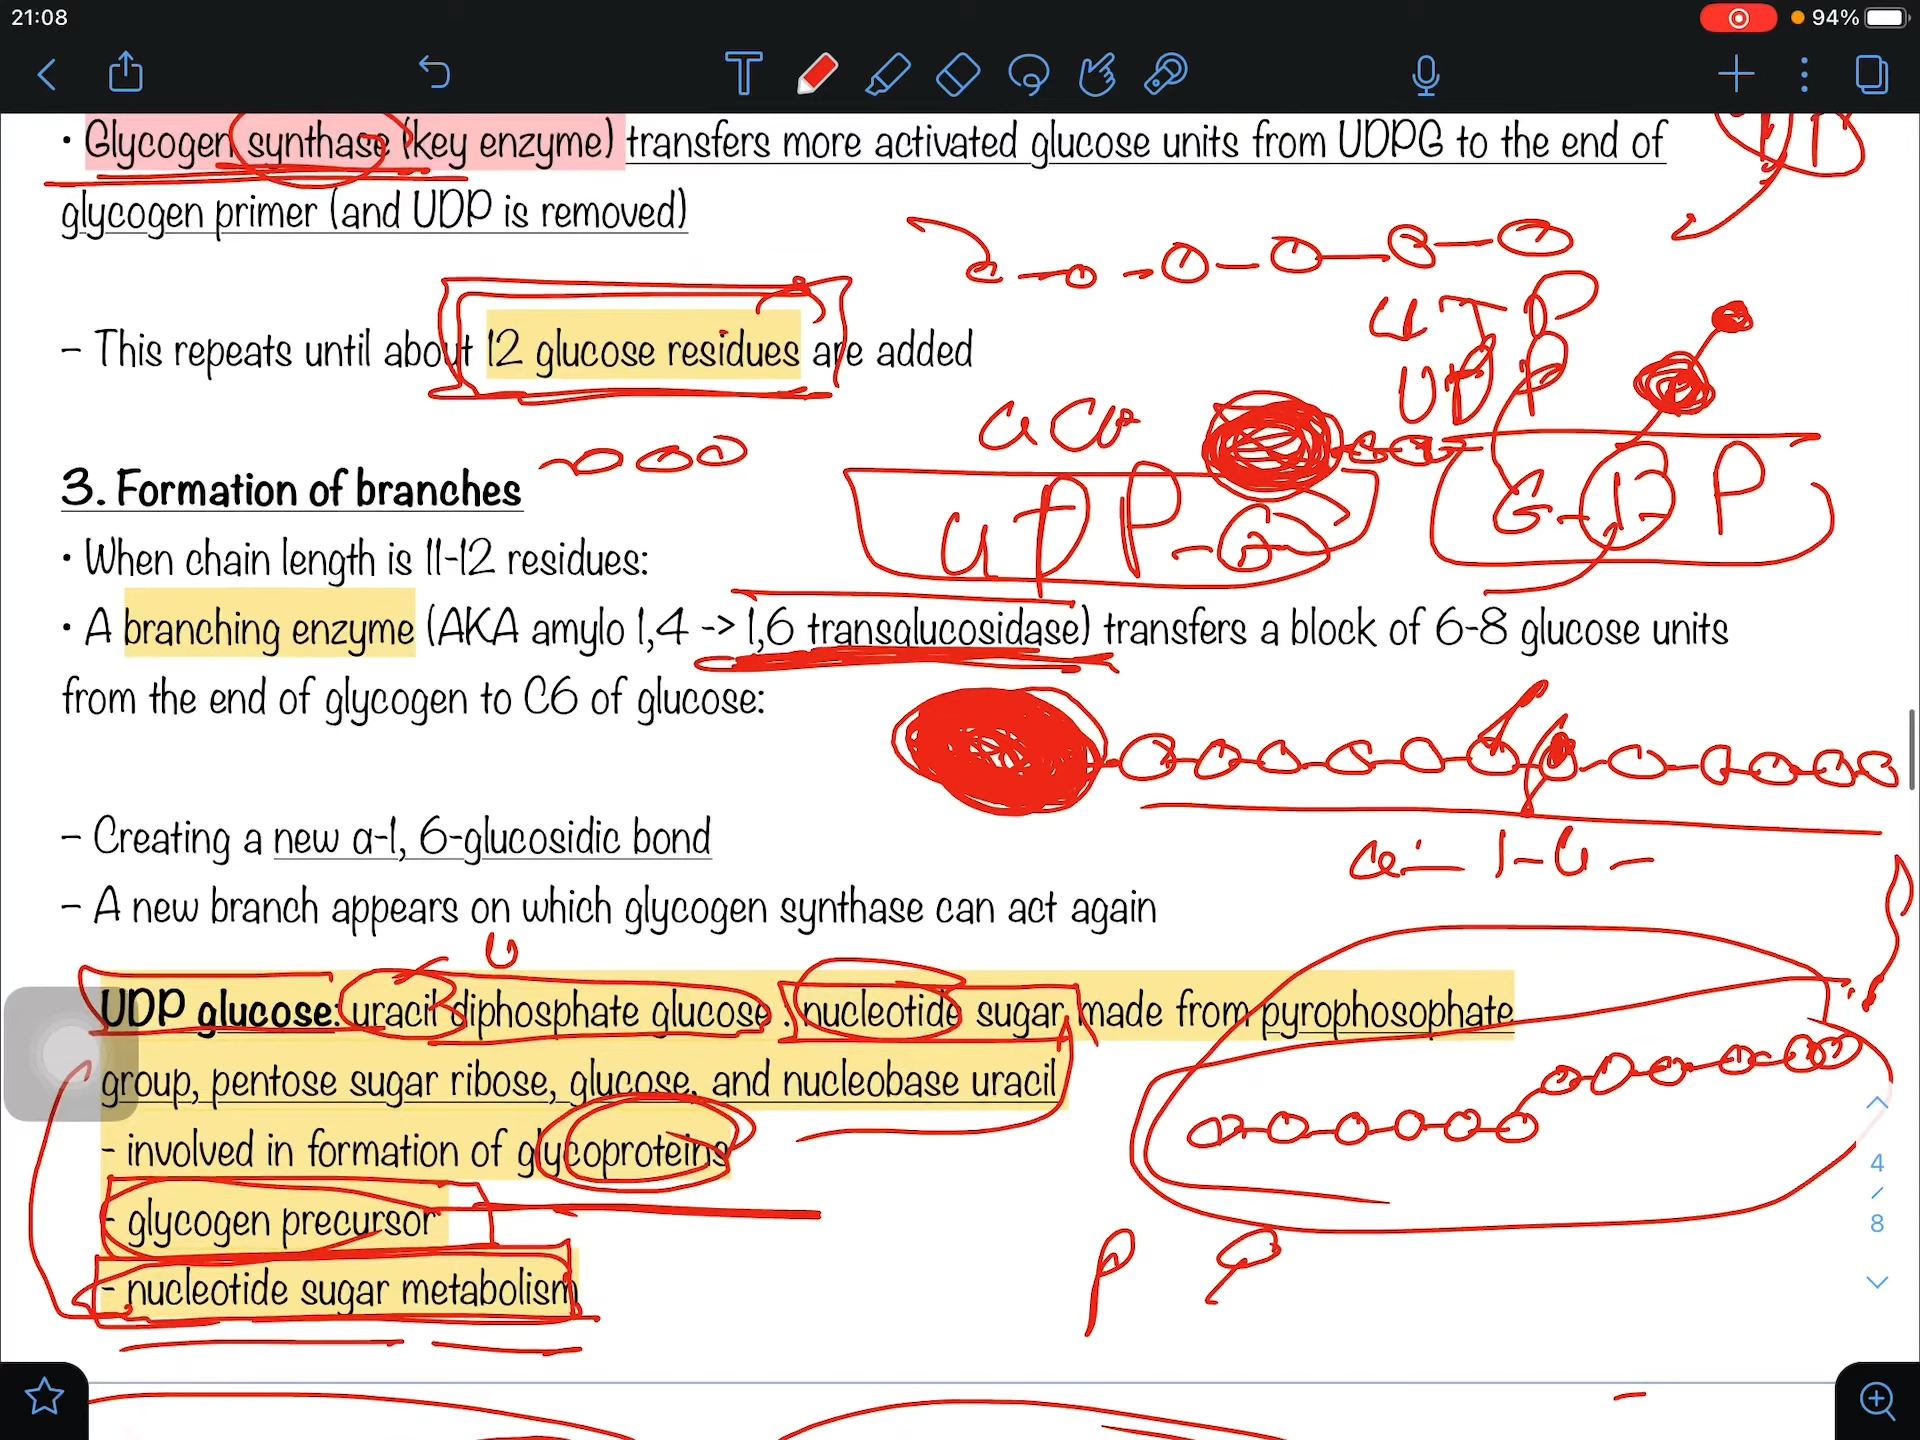 21:08
94%
• Glycogen synthase (key enzyme) transfers more activated glucose units from UDPG to the end of
glycogen primer (and UDP is removed)
– This repeats until about 12 glucose residues are added
UTP
UDP
3. Formation of branches
G-1P P
UDP-G
• When chain length is 11-12 residues:
• A branching enzyme (AKA amylo 1,4 -> 1,6 transglucosidase) transfers a block of 6-8 glucose units
from the end of glycogen to C6 of glucose:
– Creating a new α-1, 6-glucosidic bond
1-6
– A new branch appears on which glycogen synthase can act again
UDP glucose: uracil diphosphate glucose : nucleotide sugar made from pyrophosophate
group, pentose sugar ribose, glucose, and nucleobase uracil
- involved in formation of glycoproteins
- glycogen precursor
- nucleotide sugar metabolism
P P
4
/
8